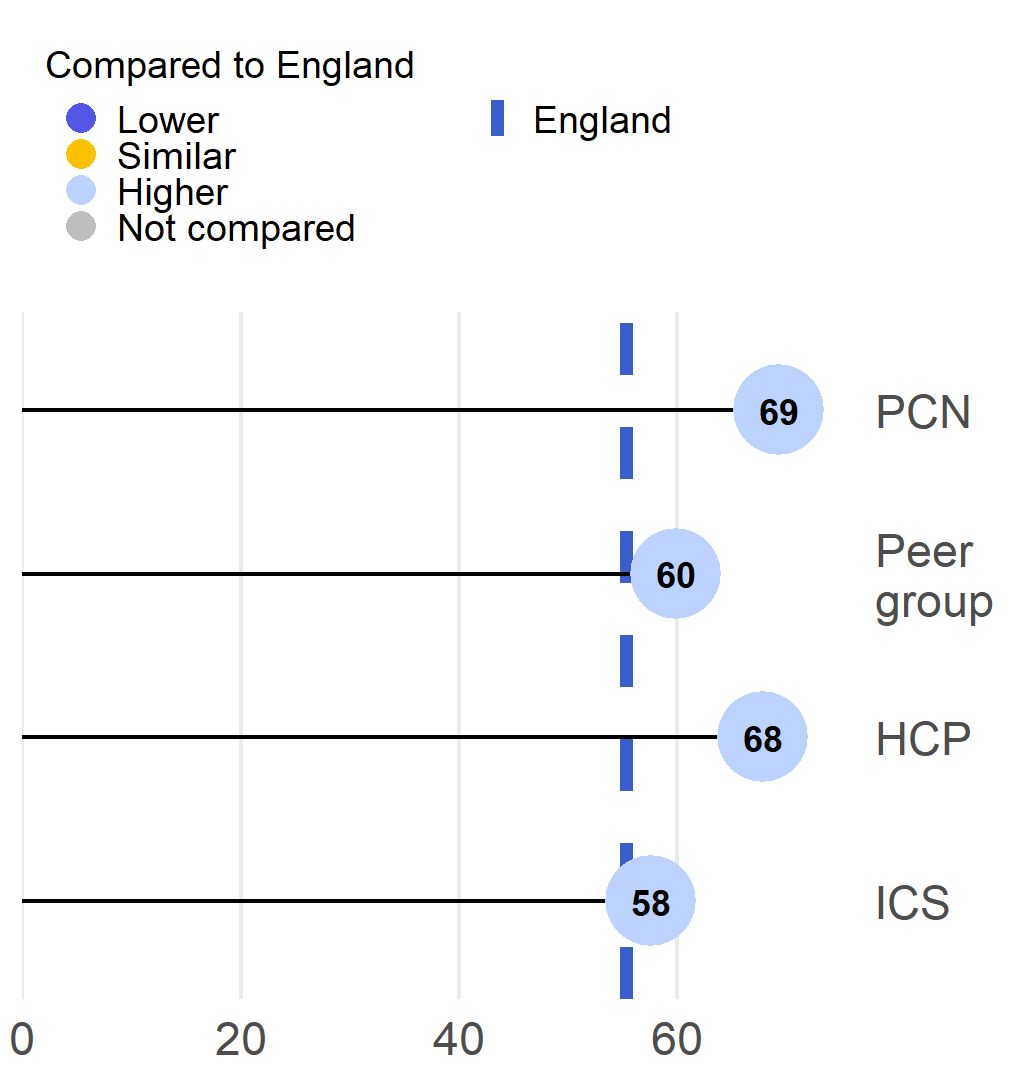 Compared to England
Lower
Similar
Higher
Not compared
England
69
PCN
60
Peer
group
68
HCP
58
ICS
0 20 40 60